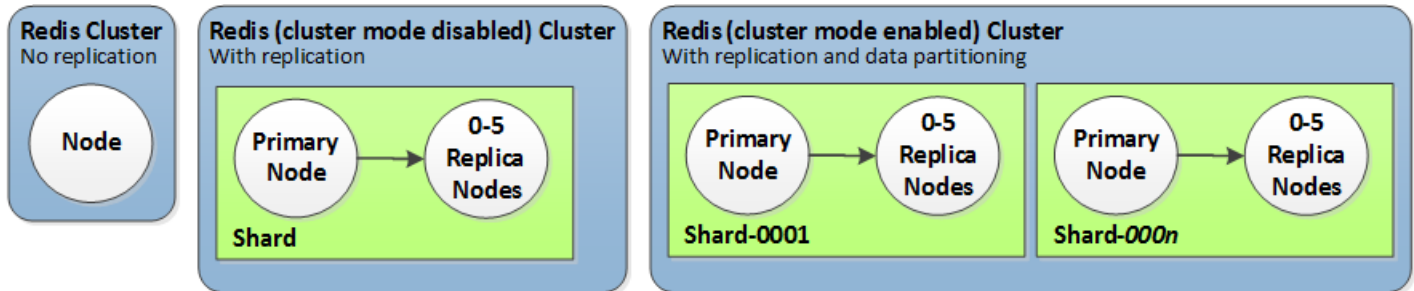 Redis Cluster
No replication
Node
Redis (cluster mode disabled) Cluster
With replication
Primary
Node
0-5
Replica
Nodes
Shard
Redis (cluster mode enabled) Cluster
With replication and data partitioning
Primary
Node
0-5
Replica
Nodes
Shard-0001
Primary
Node
0-5
Replica
Nodes
Shard-000n